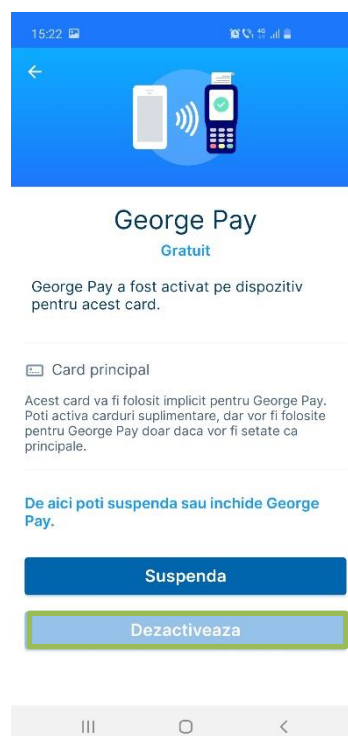 15:22
George Pay
Gratuit
George Pay a fost activat pe dispozitiv
pentru acest card.
Card principal
Acest card va fi folosit implicit pentru George Pay.
Poti activa carduri suplimentare, dar vor fi folosite
pentru George Pay doar daca vor fi setate ca
principale.
De aici poti suspenda sau inchide George
Pay.
Suspenda
Dezactiveaza